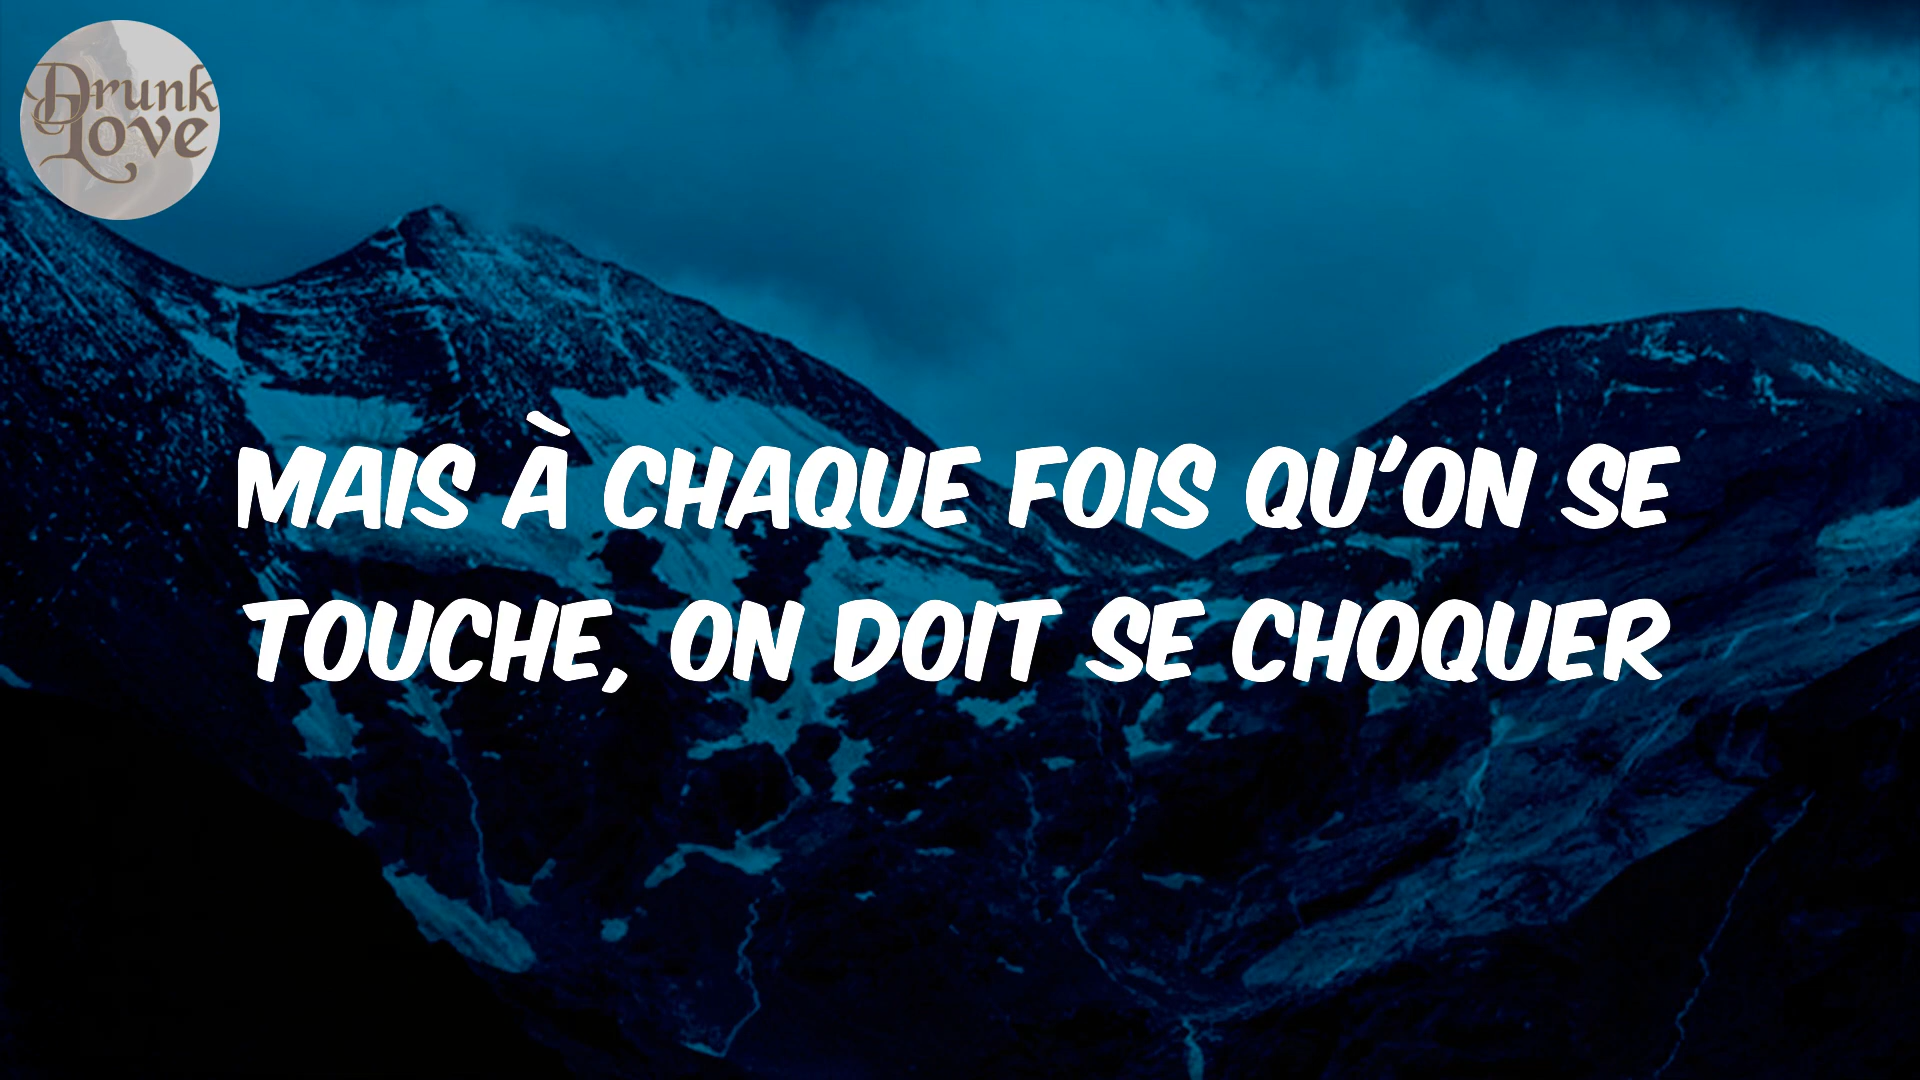 Drunk
Love
MAIS À CHAQUE FOIS QU'ON SE
TOUCHE, ON DOIT SE CHOQUER